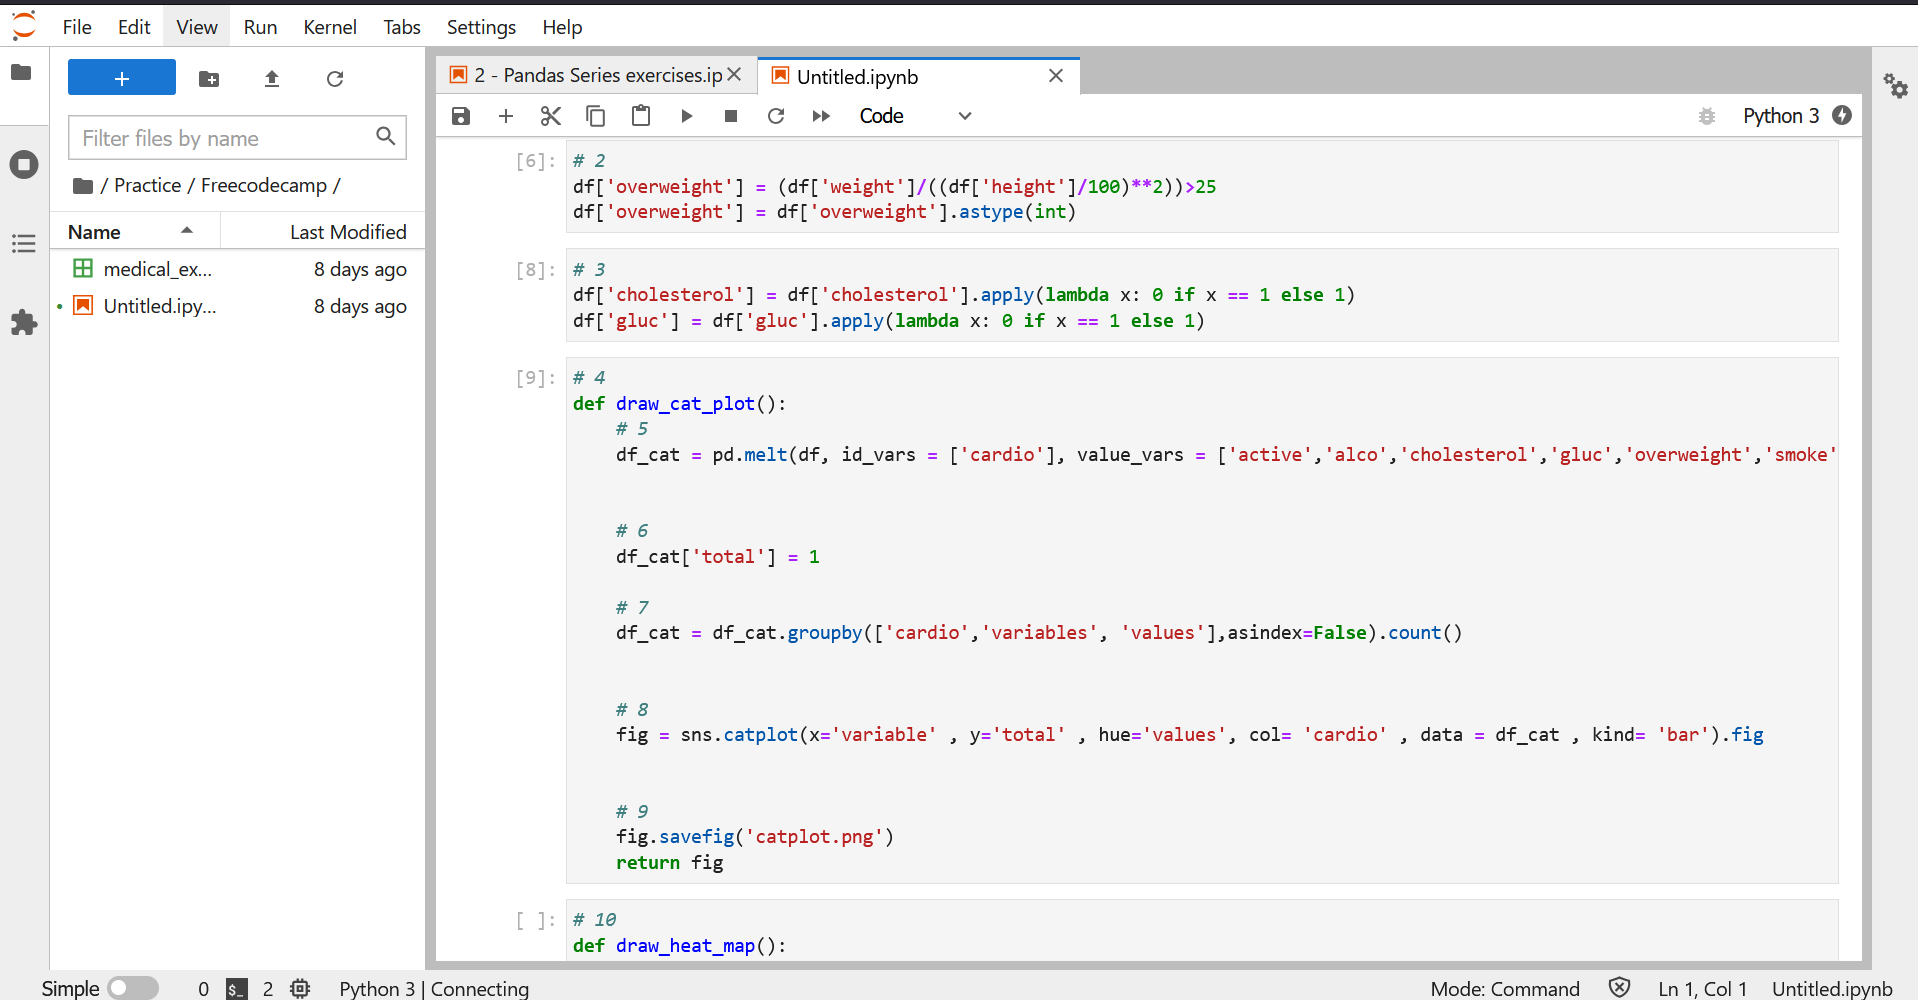 File Edit View Run Kernel Tabs Settings Help
+
Filter files by name
/ Practice / Freecodecamp /
Name Last Modified
medical_ex... 8 days ago
Untitled.ipy... 8 days ago
2 - Pandas Series exercises.ip
Untitled.ipynb
Code
Python 3
[6]: # 2
df['overweight'] = (df['weight']/((df['height']/100)**2))>25
df['overweight'] = df['overweight'].astype(int)
[8]: # 3
df['cholesterol'] = df['cholesterol'].apply(lambda x: 0 if x == 1 else 1)
df['gluc'] = df['gluc'].apply(lambda x: 0 if x == 1 else 1)
[9]: # 4
def draw_cat_plot():
# 5
df_cat = pd.melt(df, id_vars = ['cardio'], value_vars = ['active','alco','cholesterol','gluc','overweight','smoke'
# 6
df_cat['total'] = 1
# 7
df_cat = df_cat.groupby(['cardio','variables', 'values'],asindex=False).count()
# 8
fig = sns.catplot(x='variable' , y='total' , hue='values', col= 'cardio' , data = df_cat , kind= 'bar').fig
# 9
fig.savefig('catplot.png')
return fig
[ ]: # 10
def draw_heat_map():
Simple 0 $_ 2 Python 3 | Connecting Mode: Command Ln 1, Col 1 Untitled.ipynb